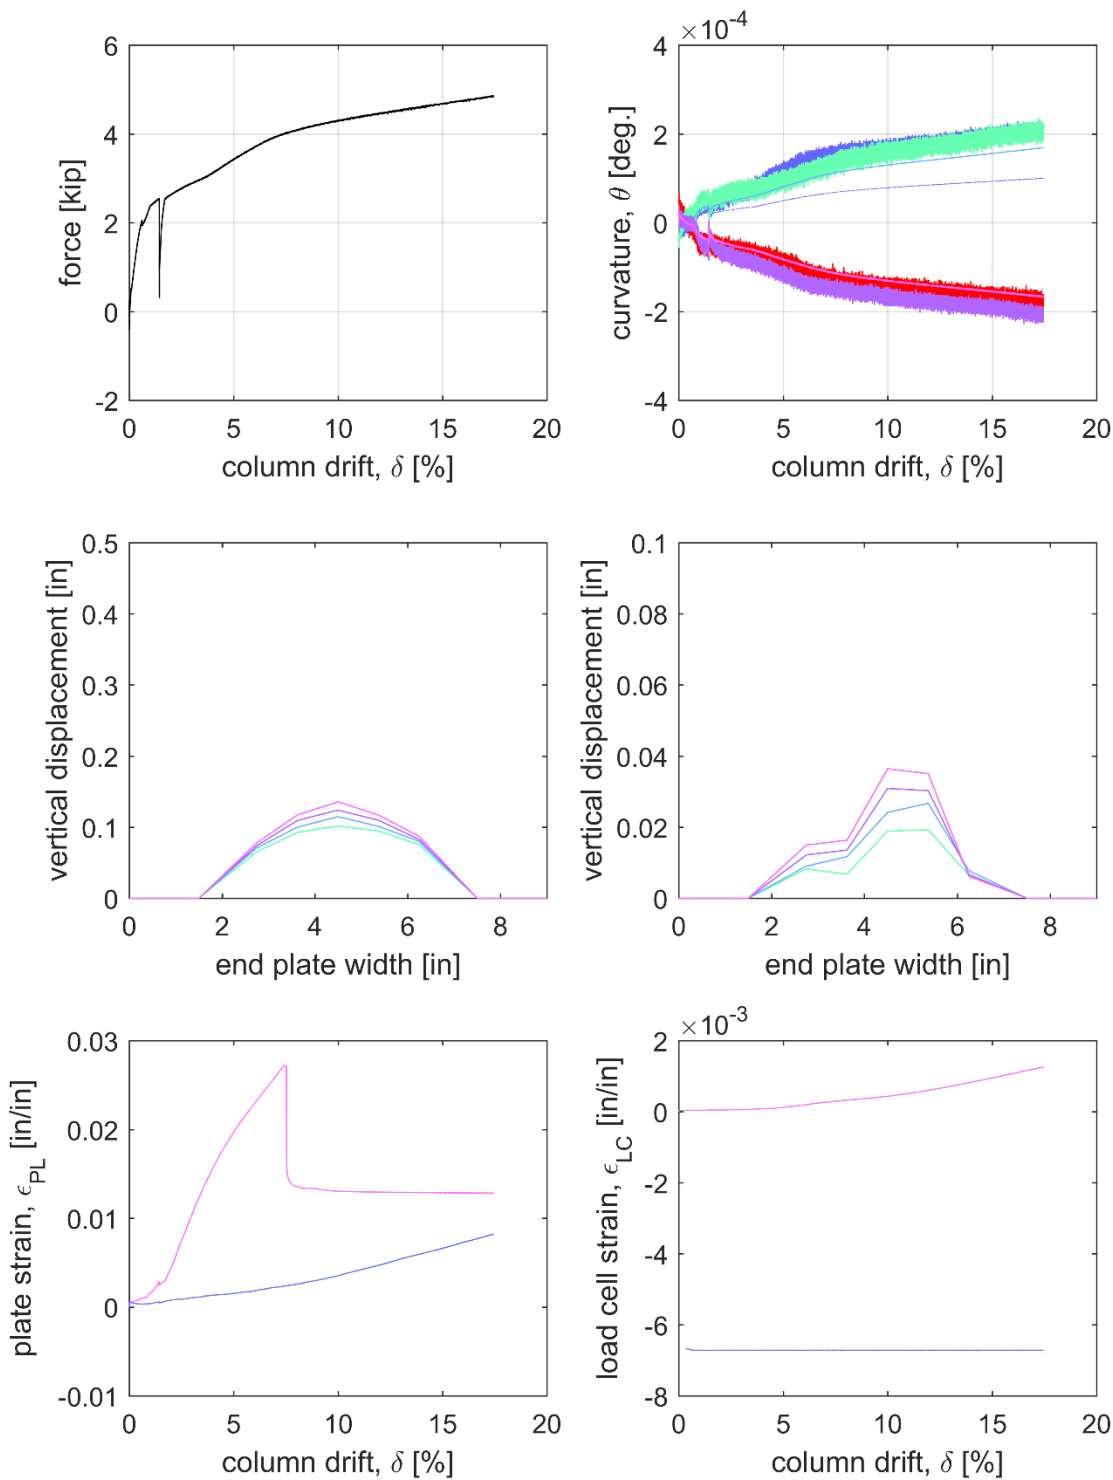 6
4
2
0
-2
force [kip]
0 5 10 15 20
column drift, δ [%]
×10-4
4
2
0
-2
-4
curvature, θ [deg.]
0 5 10 15 20
column drift, δ [%]
0.5
0.4
0.3
0.2
0.1
0
vertical displacement [in]
0 2 4 6 8
end plate width [in]
0.1
0.08
0.06
0.04
0.02
0
vertical displacement [in]
0 2 4 6 8
end plate width [in]
0.03
0.02
0.01
0
-0.01
plate strain, ϵPL [in/in]
0 5 10 15 20
column drift, δ [%]
×10-3
2
0
-2
-4
-6
-8
load cell strain, ϵLC [in/in]
0 5 10 15 20
column drift, δ [%]